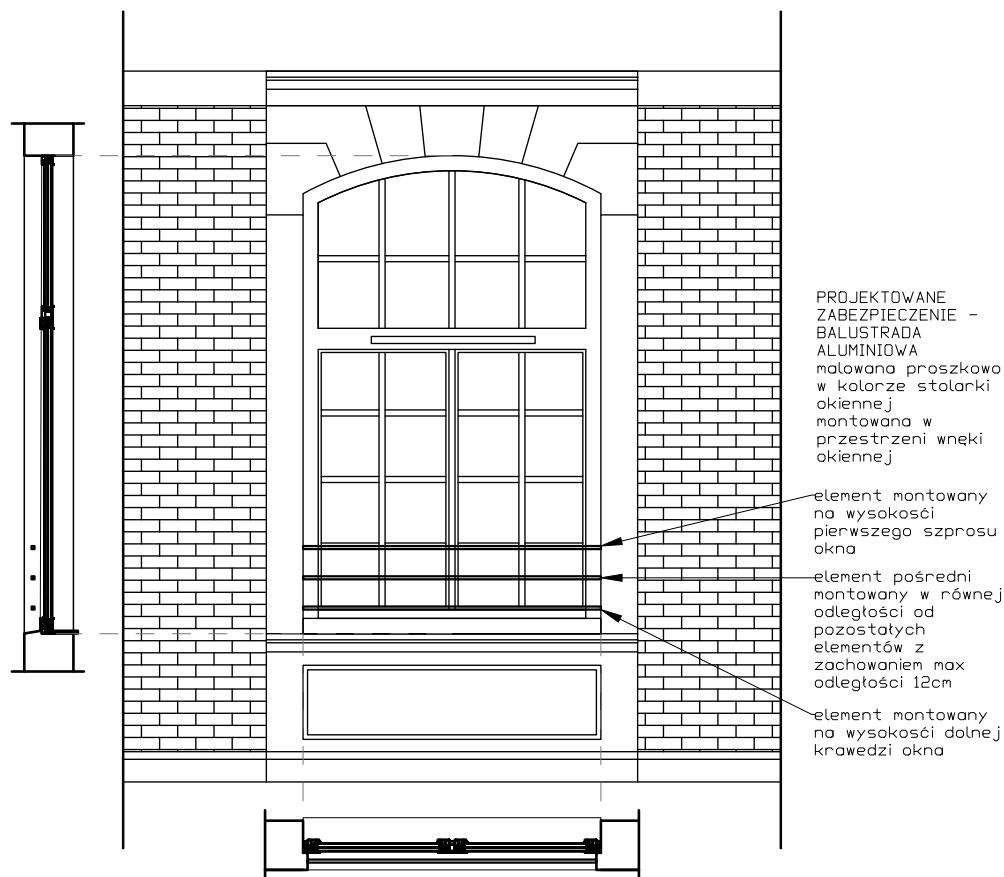 PROJEKTOWANE
ZABEZPIECZENIE -
BALUSTRADA
ALUMINIOWA
malowana proszkowo
w kolorze stolarki
okiennej
montowana w
przestrzeni wnęki
okiennej
element montowany
na wysokości
pierwszego szprosu
okna
element pośredni
montowany w równej
odległości od
pozostałych
elementów z
zachowaniem max
odległości 12cm
element montowany
na wysokości dolnej
krawedzi okna